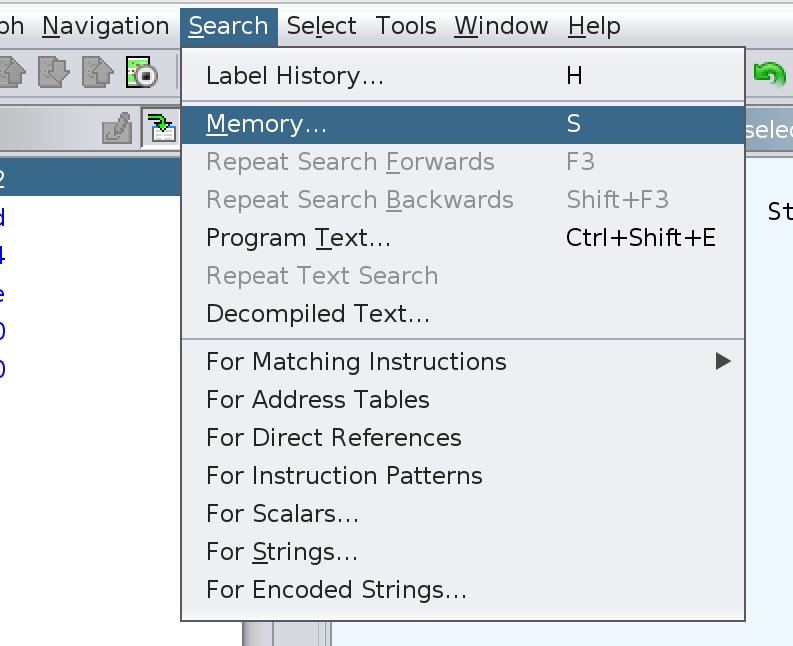 ph Navigation Search Select Tools Window Help
Label History... H
Memory... S
selec
Repeat Search Forwards F3
2
Repeat Search Backwards Shift+F3
St
d
Program Text... Ctrl+Shift+E
4
Repeat Text Search
e
Decompiled Text...
0
For Matching Instructions
0
For Address Tables
For Direct References
For Instruction Patterns
For Scalars...
For Strings...
For Encoded Strings...